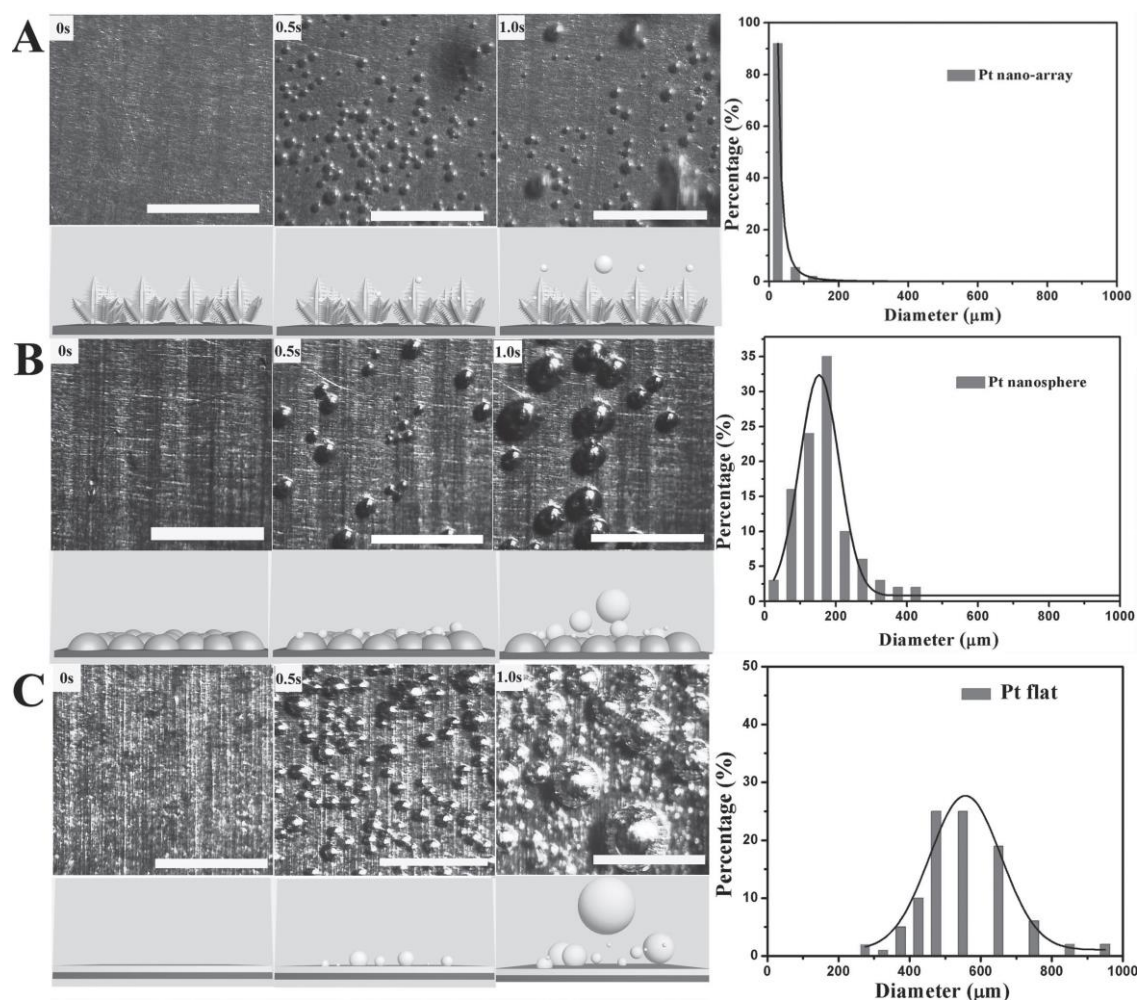 A
0s
0.5s
1.0s
100
80
60
40
20
0
Percentage (%)
Pt nano-array
0 200 400 600 800 1000
Diameter (μm)
B
0s
0.5s
1.0s
35
30
25
20
15
10
5
0
Percentage (%)
Pt nanosphere
0 200 400 600 800 1000
Diameter (μm)
C
0s
0.5s
1.0s
50
40
30
20
10
0
Percentage (%)
Pt flat
0 200 400 600 800 1000
Diameter (μm)